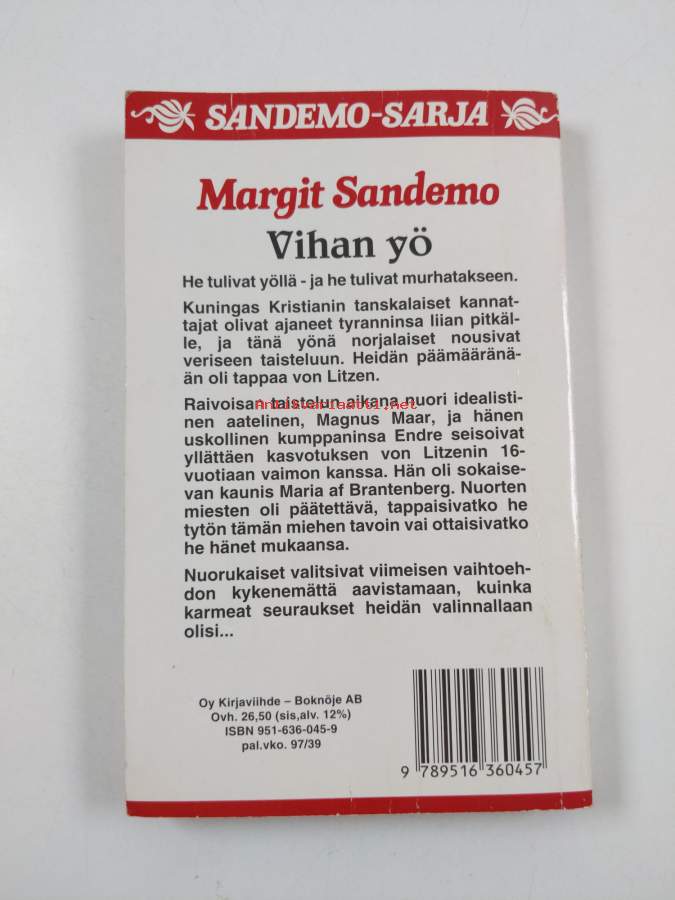 SANDEMO-SARJA
Margit Sandemo
Vihan yö
He tulivat yöllä - ja he tulivat murhatakseen.
Kuningas Kristianin tanskalaiset kannat-
tajat olivat ajaneet tyranninsa liian pitkäl-
le, ja tänä yönä norjalaiset nousivat
veriseen taisteluun. Heidän päämääränä-
än oli tappaa von Litzen.
Raivoisan taistelun aikana nuori idealisti-
Antikvariaatti.net
nen aatelinen, Magnus Maar, ja hänen
uskollinen kumppaninsa Endre seisoivat
yllättäen kasvotuksen von Litzenin 16-
vuotiaan vaimon kanssa. Hän oli sokaise-
van kaunis Maria af Brantenberg. Nuorten
miesten oli päätettävä, tappaisivatko he
tytön tämän miehen tavoin vai ottaisivatko
he hänet mukaansa.
Nuorukaiset valitsivat viimeisen vaihtoeh-
don kykenemättä aavistamaan, kuinka
karmeat seuraukset heidän valinnallaan
olisi...
Oy Kirjaviihde – Boknöje AB
Ovh. 26,50 (sis,alv. 12%)
ISBN 951-636-045-9
pal.vko. 97/39
9 789516 360457